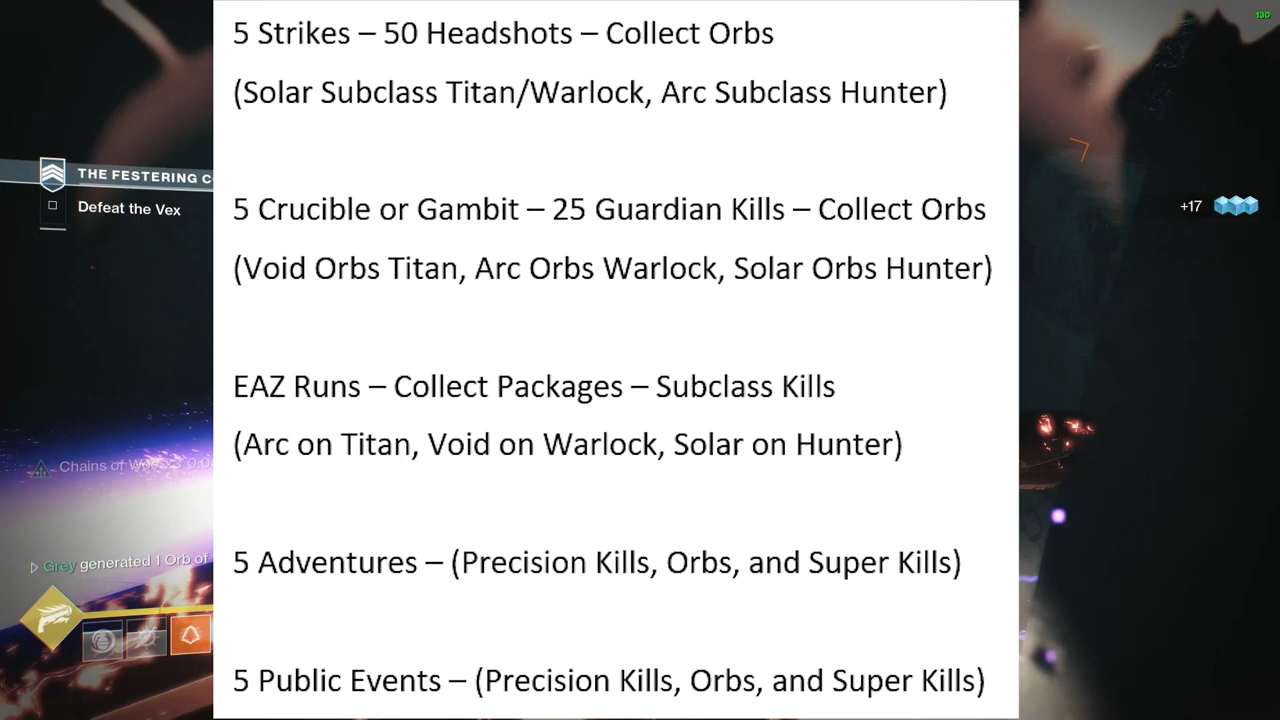 130
5 Strikes – 50 Headshots – Collect Orbs
(Solar Subclass Titan/Warlock, Arc Subclass Hunter)
THE FESTERING C
Defeat the Vex
5 Crucible or Gambit – 25 Guardian Kills – Collect Orbs
+17
(Void Orbs Titan, Arc Orbs Warlock, Solar Orbs Hunter)
EAZ Runs – Collect Packages – Subclass Kills
(Arc on Titan, Void on Warlock, Solar on Hunter)
Chains of
Grey generated 1 Orb of
5 Adventures – (Precision Kills, Orbs, and Super Kills)
5 Public Events – (Precision Kills, Orbs, and Super Kills)